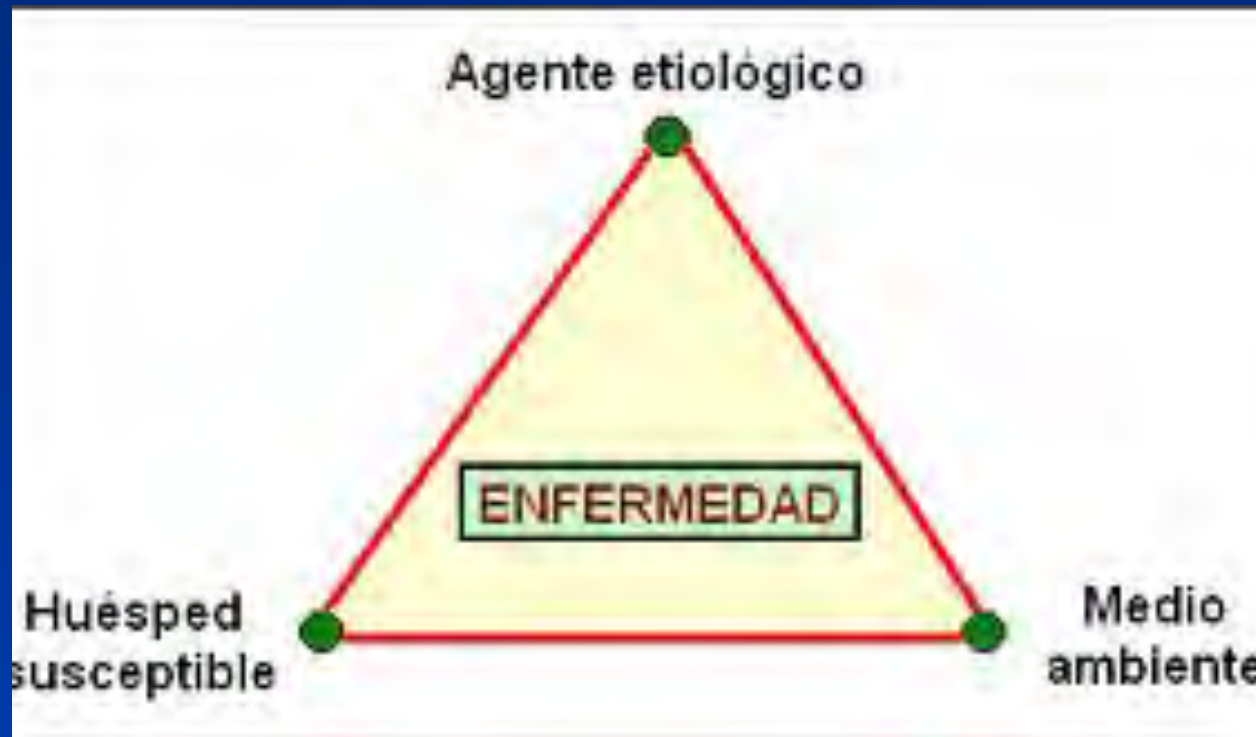 Agente etiológico
ENFERMEDAD
Huésped
susceptible
Medio
ambiente